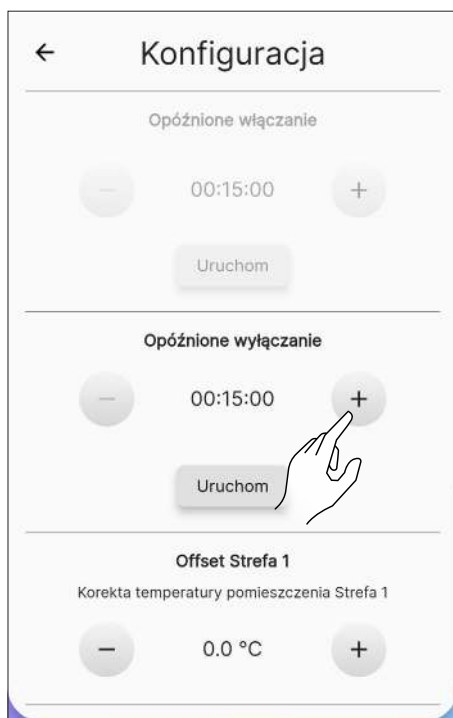 ← Konfiguracja
Opóźnione włączanie
− 00:15:00 +
Uruchom
Opóźnione wyłączanie
− 00:15:00 +
Uruchom
Offset Strefa 1
Korekta temperatury pomieszczenia Strefa 1
− 0.0 °C +